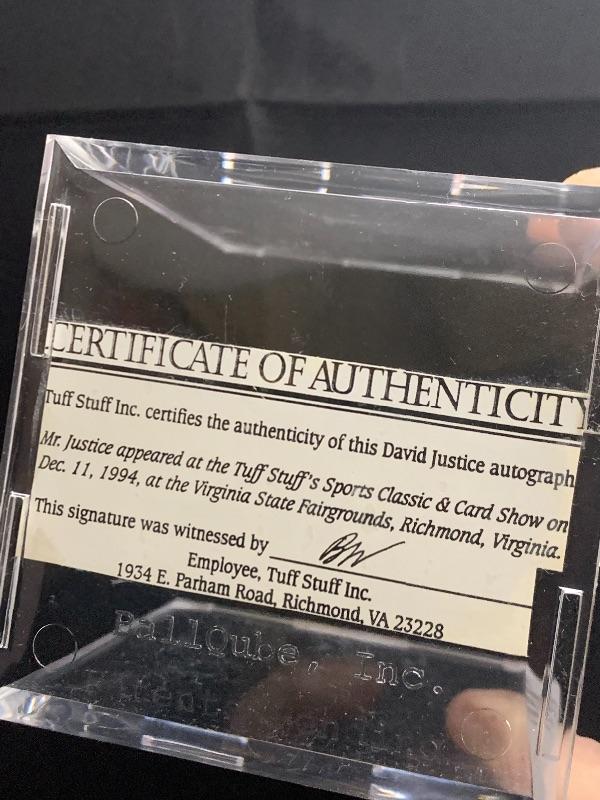 CERTIFICATE OF AUTHENTICITY
Tuff Stuff Inc. certifies the authenticity of this David Justice autograph
Mr. Justice appeared at the Tuff Stuff's Sports Classic & Card Show on
Dec. 11, 1994, at the Virginia State Fairgrounds, Richmond, Virginia.
This signature was witnessed by
Employee, Tuff Stuff Inc.
1934 E. Parham Road, Richmond, VA 23228
BallQube, Inc.